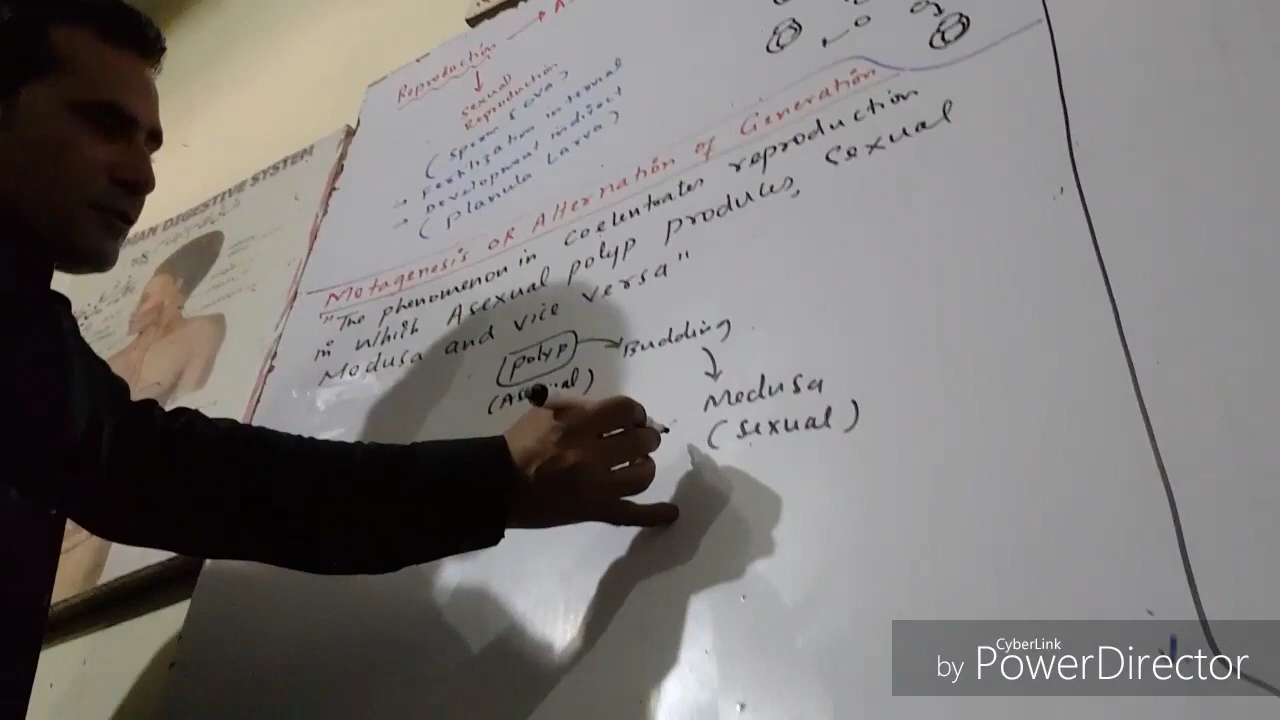 Reproduction
sexual
Reproduction
(sperm & ova)
→ Fertilization internal
→ Development indirect
(planula Larva)
Metagenesis OR Alternation of Generation
"The phenomenon in coelentrates reproduction
in which Asexual polyp produces, sexual
Medusa and vice versa"
polyp → Budding
(Asexual)
Medusa
(sexual)
MAN DIGESTIVE SYSTEM
CyberLink
by PowerDirector